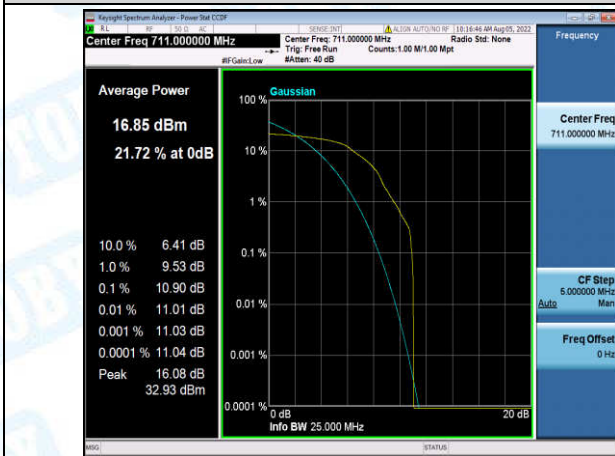 Keysight Spectrum Analyzer - Power Stat CCDF
RL RF 50 Ω AC SENSE:INT ALIGN AUTO/NO RF 10:16:46 AM Aug 05, 2022
Center Freq 711.000000 MHz
Center Freq: 711.000000 MHz Radio Std: None
Trig: Free Run Counts:1.00 M/1.00 Mpt
#IFGain:Low #Atten: 40 dB
Frequency
Average Power
16.85 dBm
21.72 % at 0dB
10.0 % 6.41 dB
1.0 % 9.53 dB
0.1 % 10.90 dB
0.01 % 11.01 dB
0.001 % 11.03 dB
0.0001 % 11.04 dB
Peak 16.08 dB
32.93 dBm
Gaussian
100 %
10 %
1 %
0.1 %
0.01 %
0.001 %
0.0001 %
0 dB 20 dB
Info BW 25.000 MHz
Center Freq
711.000000 MHz
CF Step
5.000000 MHz
Auto Man
Freq Offset
0 Hz
MSG STATUS